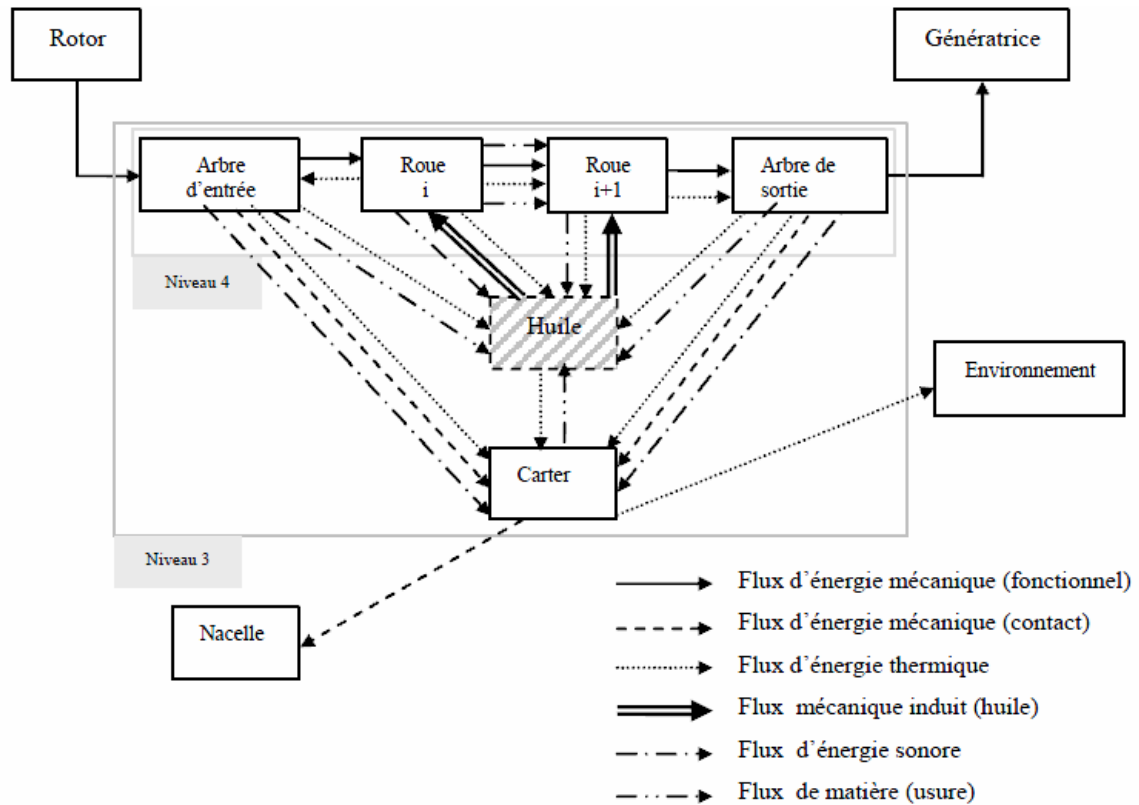 Rotor
Génératrice
Arbre
d'entrée
Roue
i
Roue
i+1
Arbre de
sortie
Niveau 4
Huile
Environnement
Carter
Niveau 3
Nacelle
Flux d'énergie mécanique (fonctionnel)
Flux d'énergie mécanique (contact)
Flux d'énergie thermique
Flux mécanique induit (huile)
Flux d'énergie sonore
Flux de matière (usure)